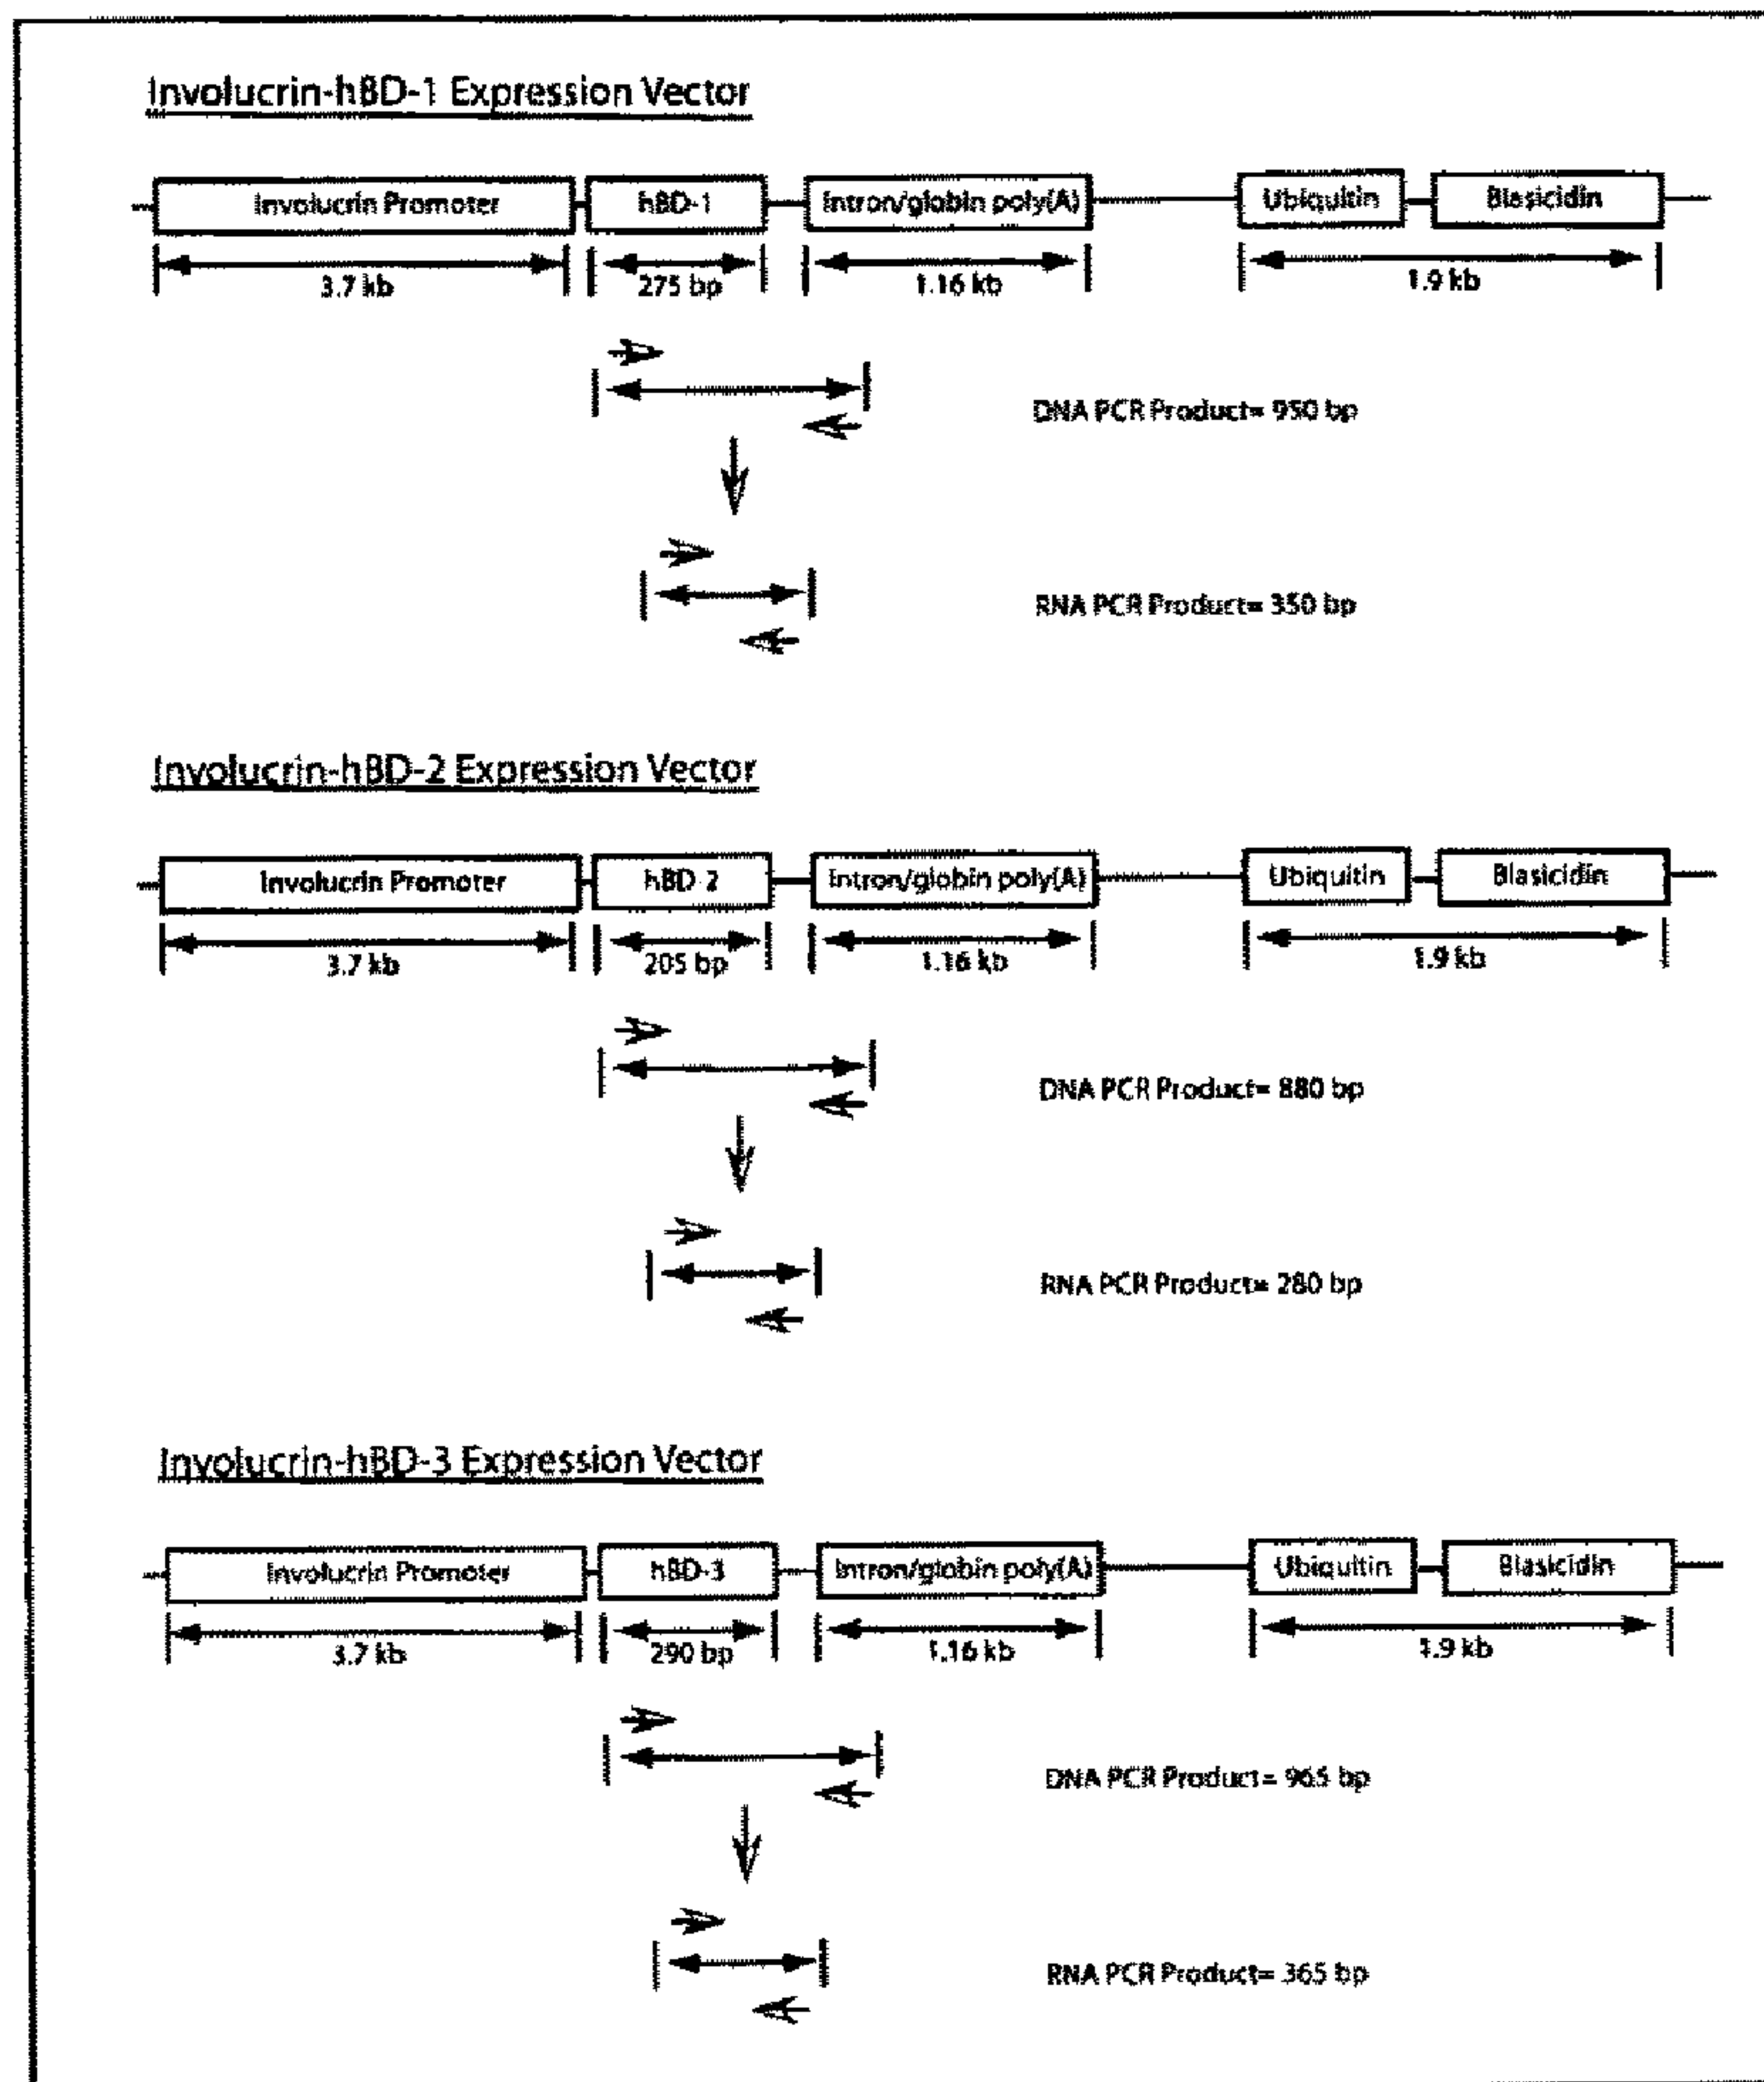 Involucrin-hBD-1 Expression Vector
Involucrin Promoter hBD-1 Intron/globin poly(A) Ubiquitin Blasicidin
3.7 kb 275 bp 1.16 kb 1.9 kb
DNA PCR Product= 950 bp
RNA PCR Product= 350 bp
Involucrin-hBD-2 Expression Vector
Involucrin Promoter hBD-2 Intron/globin poly(A) Ubiquitin Blasicidin
3.7 kb 205 bp 1.16 kb 1.9 kb
DNA PCR Product= 880 bp
RNA PCR Product= 280 bp
Involucrin-hBD-3 Expression Vector
Involucrin Promoter hBD-3 Intron/globin poly(A) Ubiquitin Blasicidin
3.7 kb 290 bp 1.16 kb 1.9 kb
DNA PCR Product= 965 bp
RNA PCR Product= 365 bp